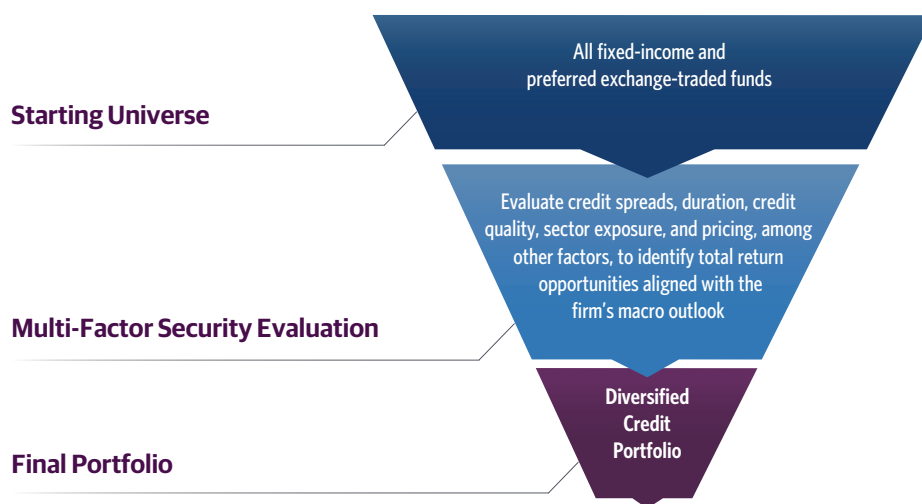 All fixed-income and
preferred exchange-traded funds
Starting Universe
Evaluate credit spreads, duration, credit
quality, sector exposure, and pricing, among
other factors, to identify total return
opportunities aligned with the
firm's macro outlook
Multi-Factor Security Evaluation
Diversified
Credit
Portfolio
Final Portfolio